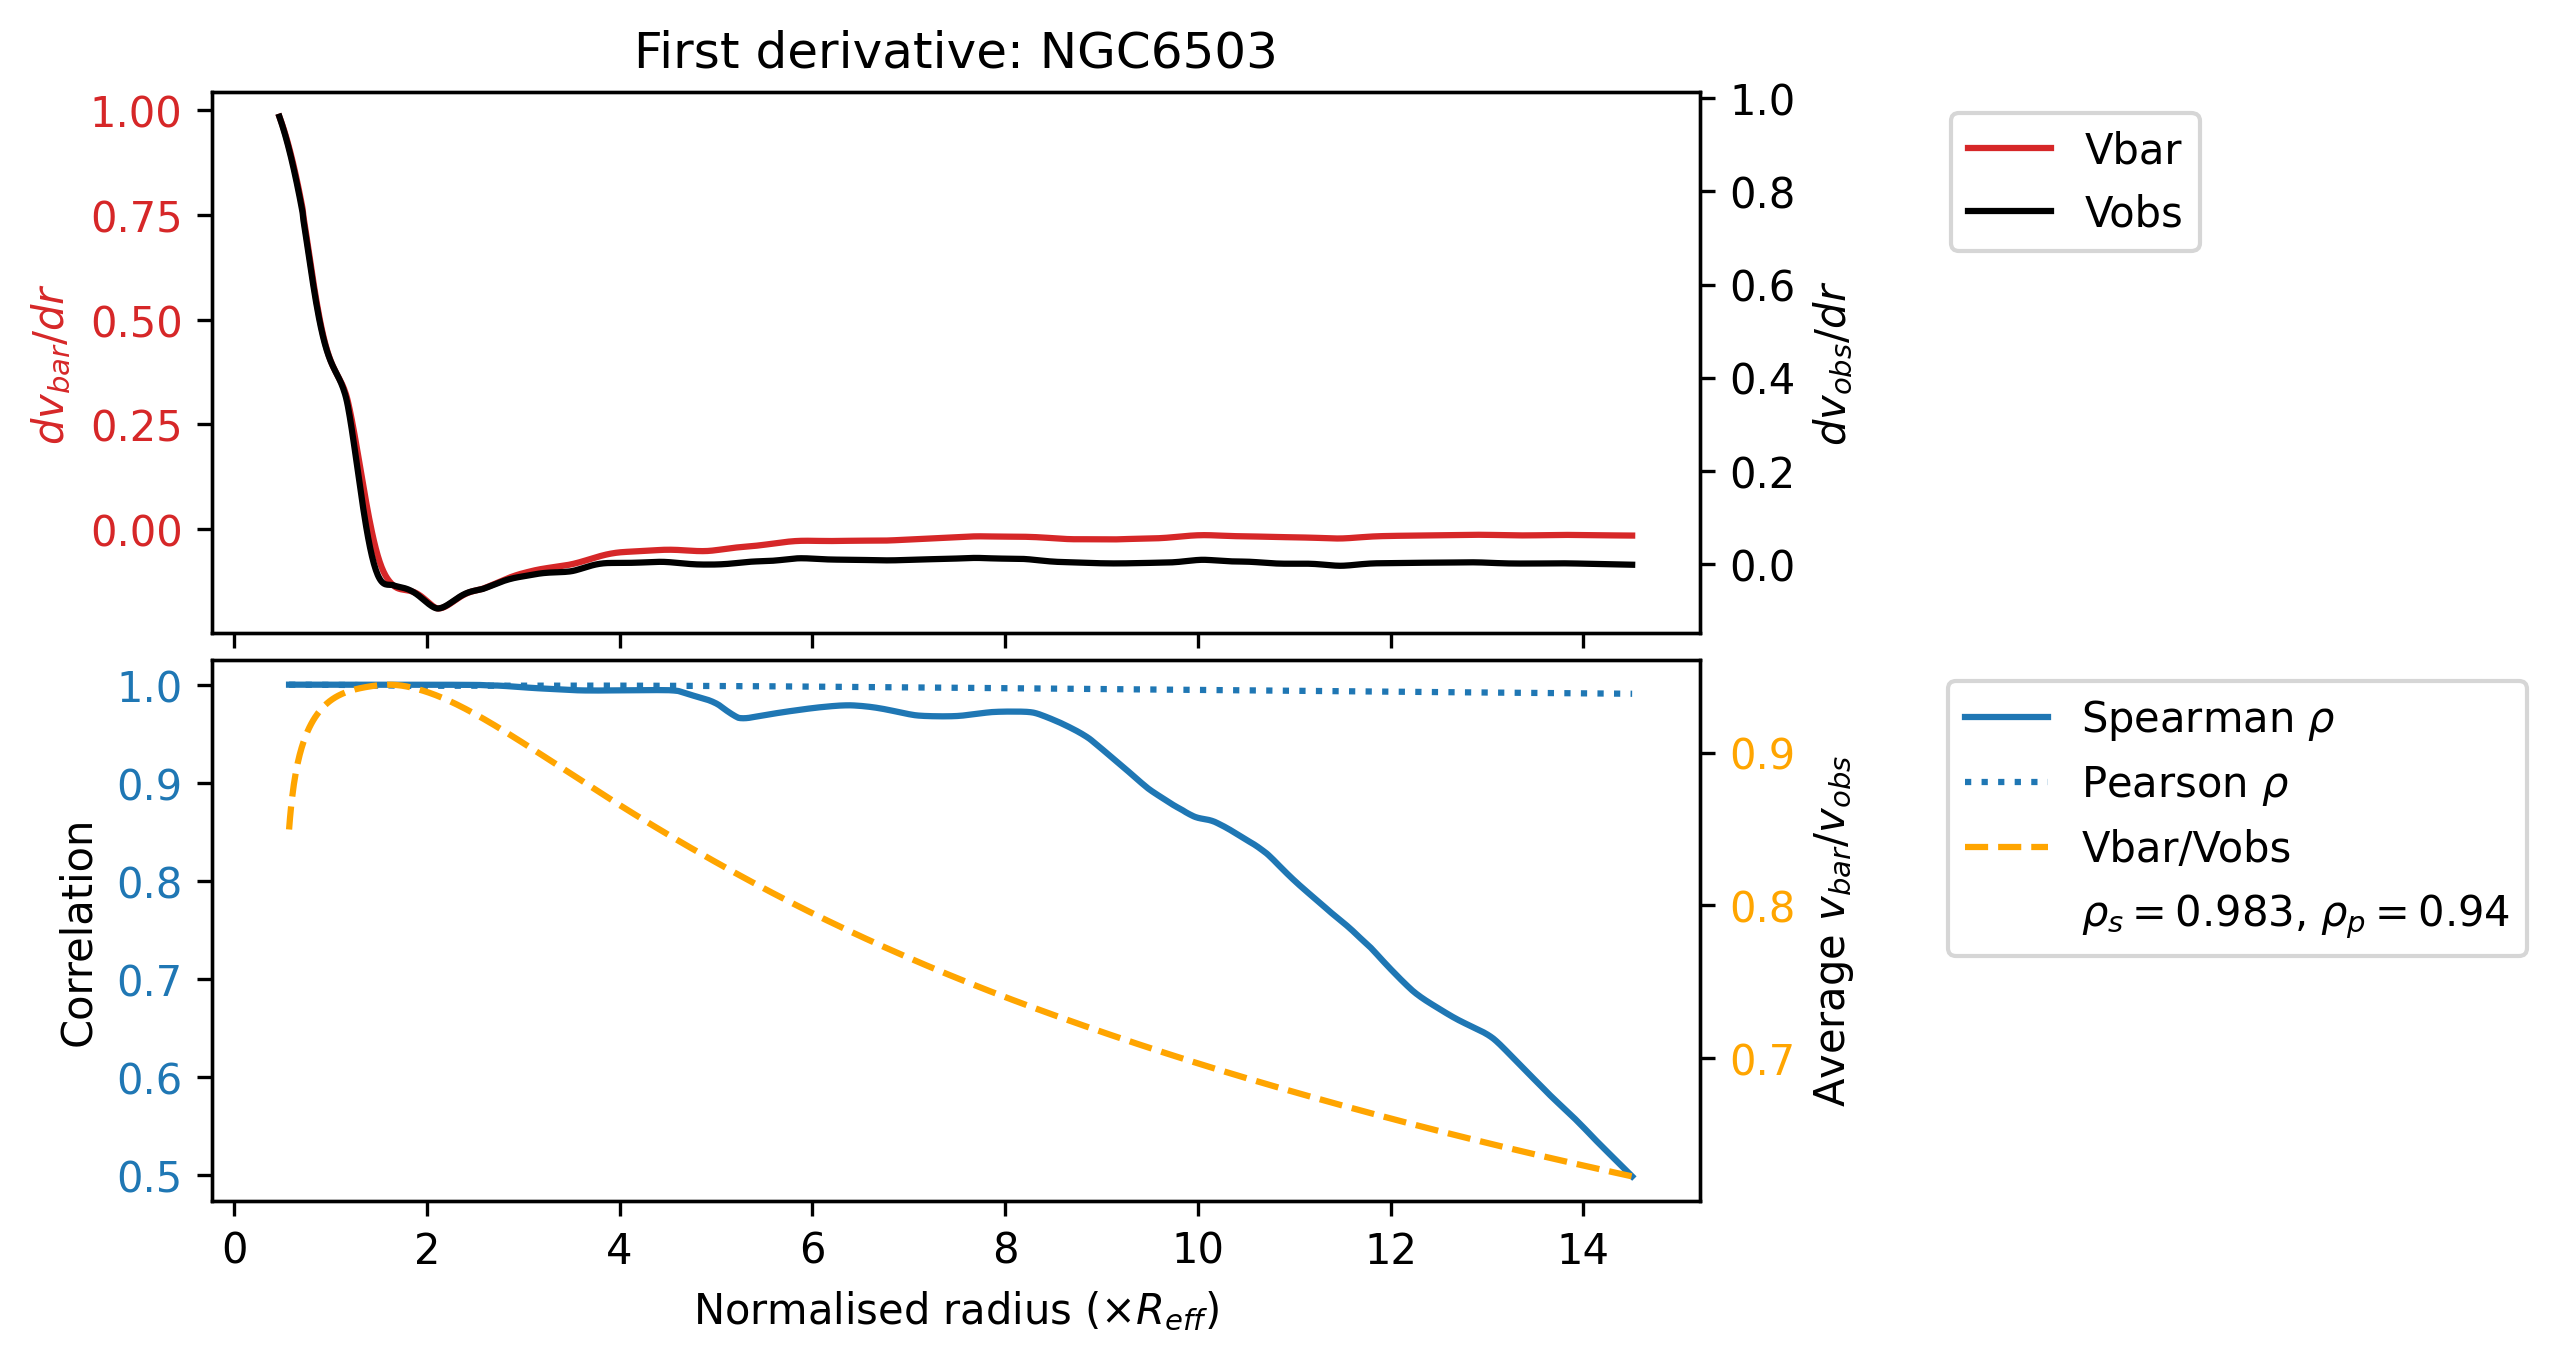 First derivative: NGC6503
1.00
0.75
0.50
0.25
0.00
dv_bar/dr
1.0
0.8
0.6
0.4
0.2
0.0
dv_obs/dr
Vbar
Vobs
1.0
0.9
0.8
0.7
0.6
0.5
Correlation
0.9
0.8
0.7
Average v_bar/v_obs
Spearman ρ
Pearson ρ
Vbar/Vobs
ρ_s = 0.983, ρ_p = 0.94
0 2 4 6 8 10 12 14
Normalised radius (×R_eff)